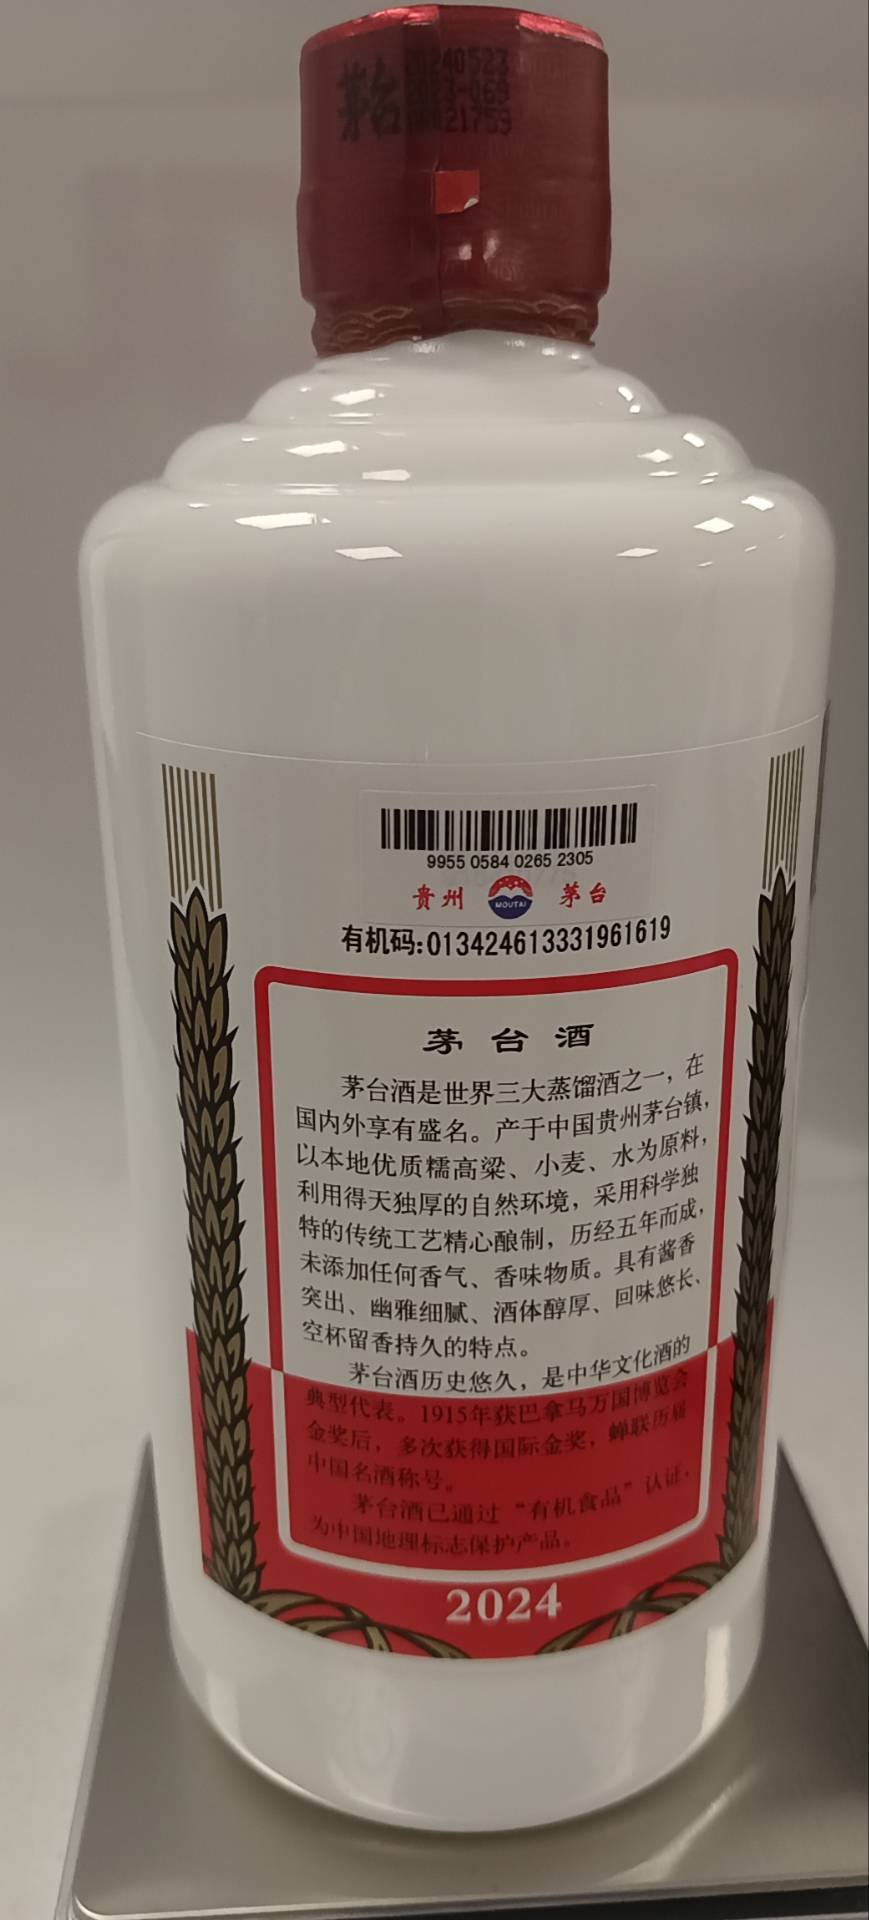 茅台
20240523
2023-069
21759
9955 0584 0265 2305
贵州 MOUTAI 茅台
有机码:013424613331961619
茅台酒
茅台酒是世界三大蒸馏酒之一，在
国内外享有盛名。产于中国贵州茅台镇，
以本地优质糯高粱、小麦、水为原料，
利用得天独厚的自然环境，采用科学独
特的传统工艺精心酿制，历经五年而成，
未添加任何香气、香味物质。具有酱香
突出、幽雅细腻、酒体醇厚、回味悠长、
空杯留香持久的特点。
茅台酒历史悠久，是中华文化酒的
典型代表。1915年获巴拿马万国博览会
金奖后，多次获得国际金奖，蝉联历届
中国名酒称号。
茅台酒已通过“有机食品”认证，
为中国地理标志保护产品。
2024